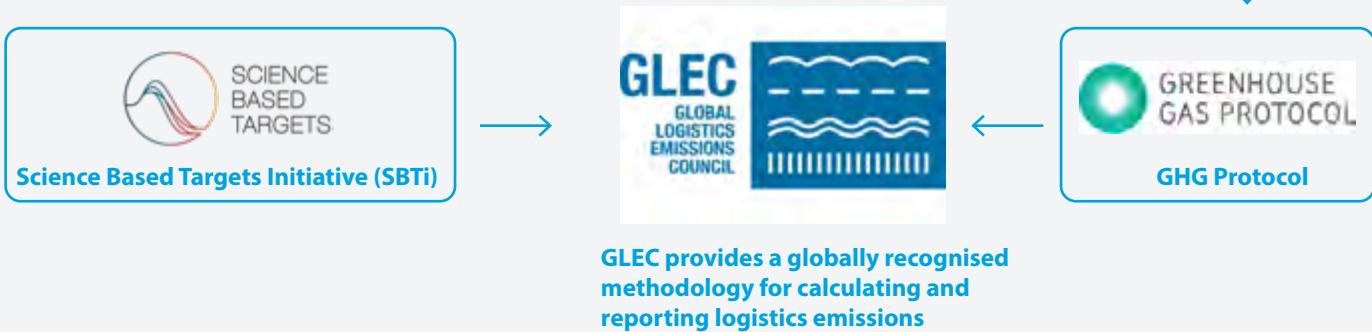 SCIENCE
BASED
TARGETS
Science Based Targets Initiative (SBTi)
GLEC
GLOBAL
LOGISTICS
EMISSIONS
COUNCIL
GREENHOUSE
GAS PROTOCOL
GHG Protocol
GLEC provides a globally recognised
methodology for calculating and
reporting logistics emissions